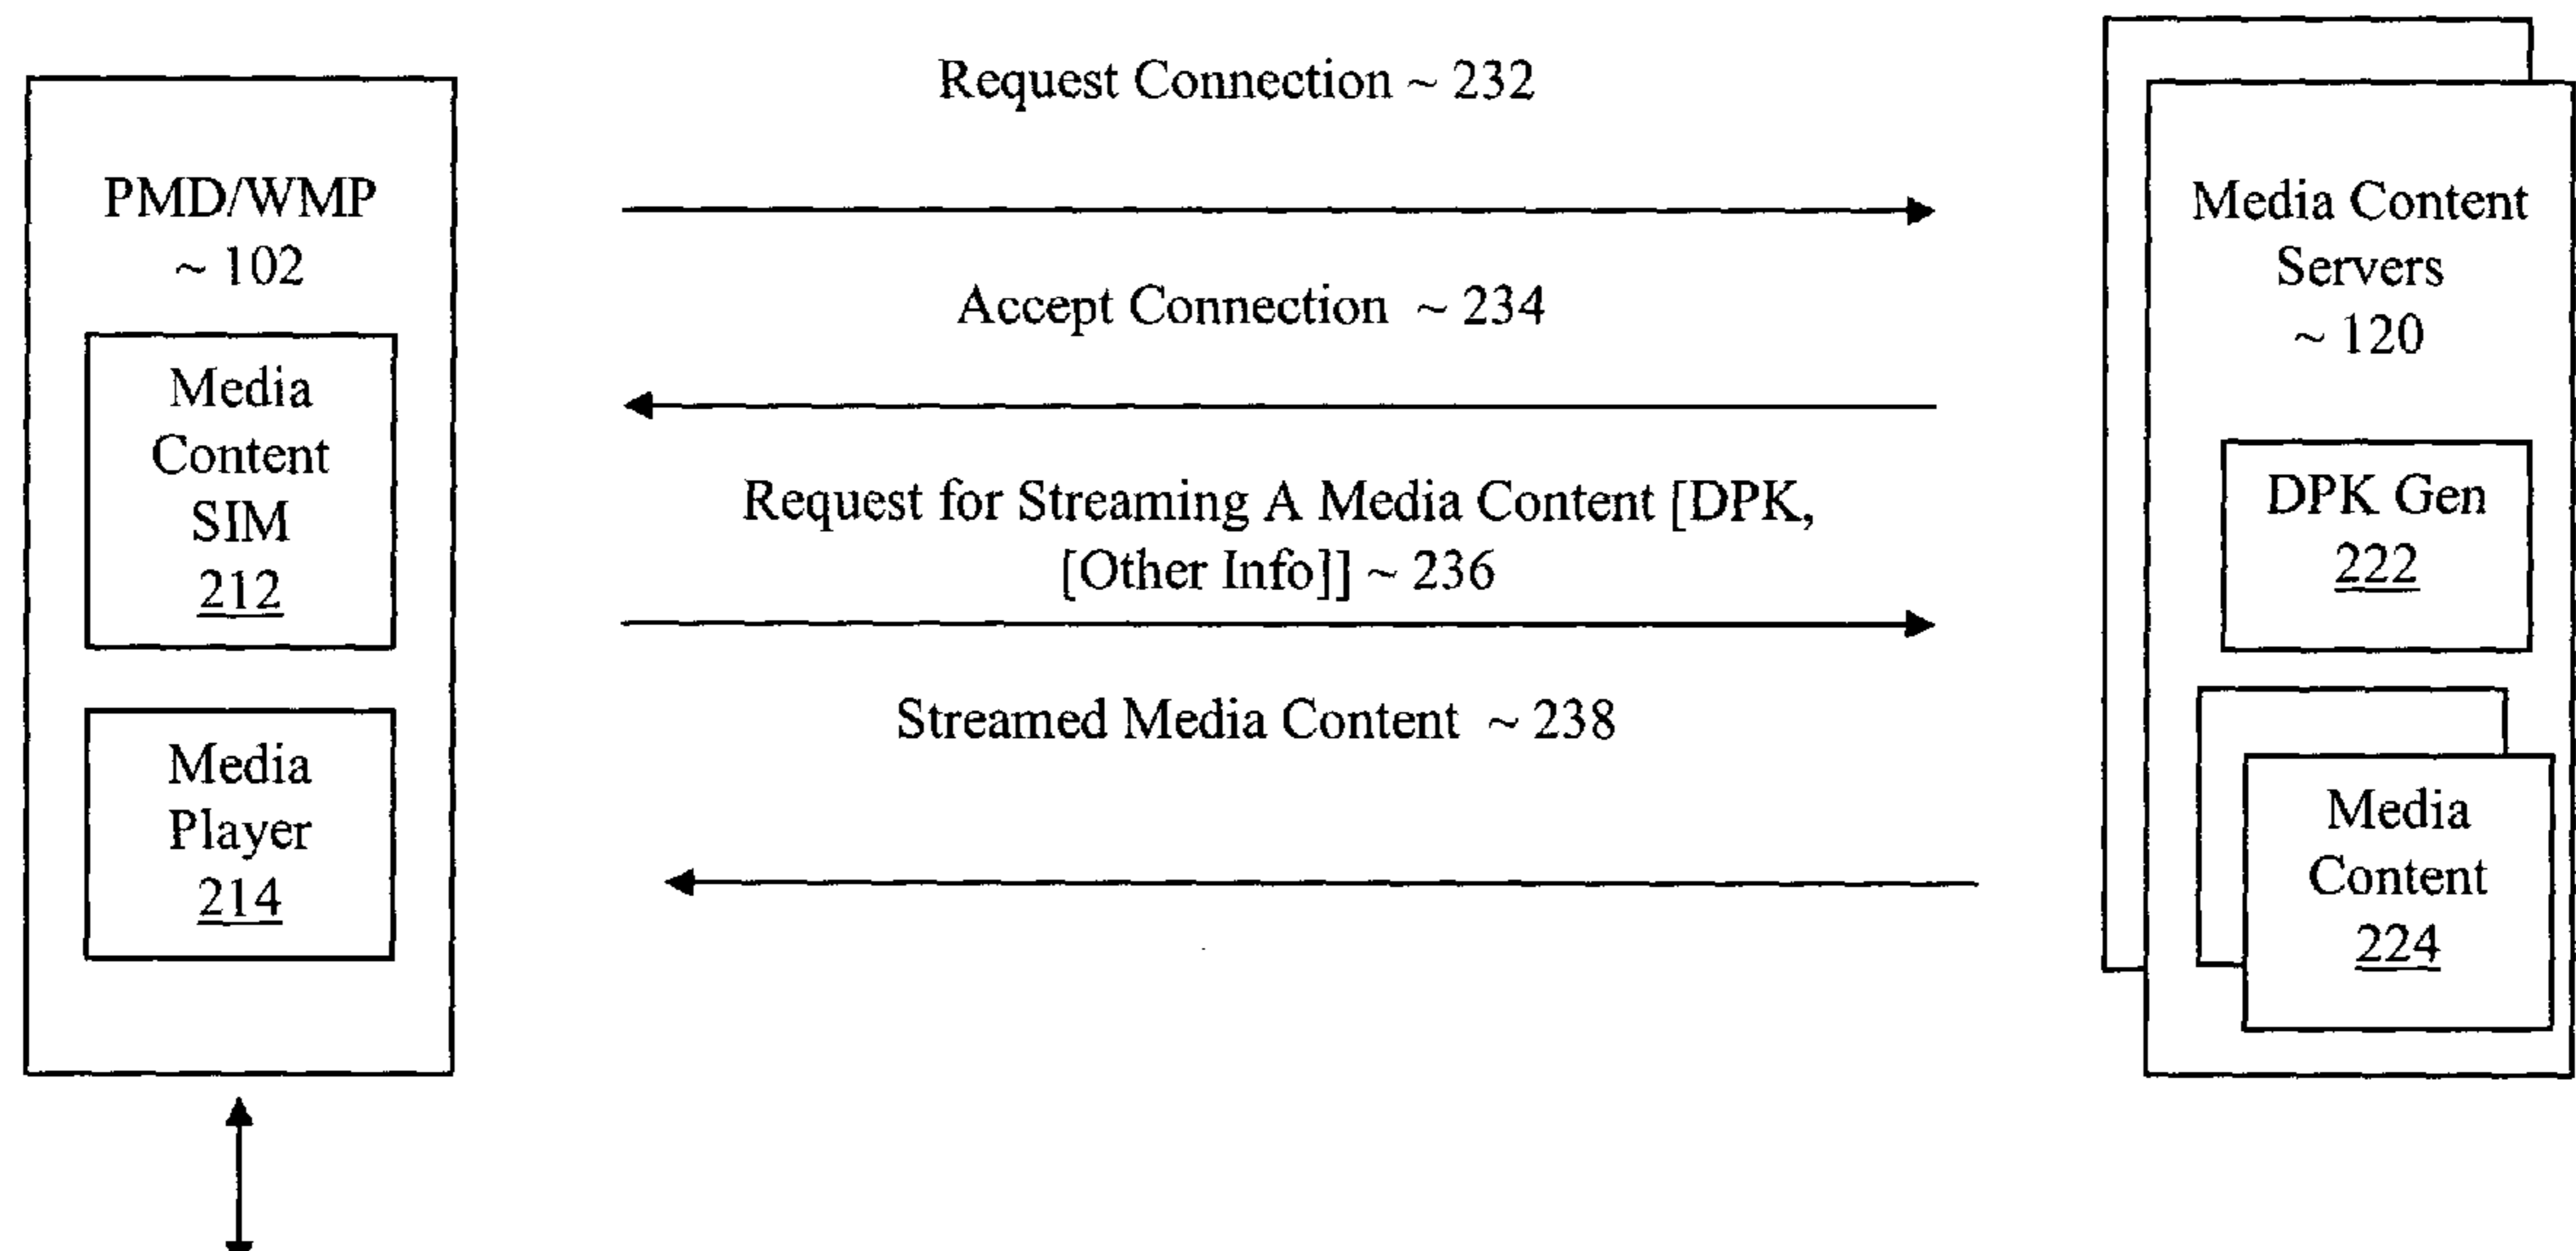 PMD/WMP
~ 102
Media
Content
SIM
212
Media
Player
214
Request Connection ~ 232
Accept Connection ~ 234
Request for Streaming A Media Content [DPK,
[Other Info]] ~ 236
Streamed Media Content ~ 238
Media Content
Servers
~ 120
DPK Gen
222
Media
Content
224